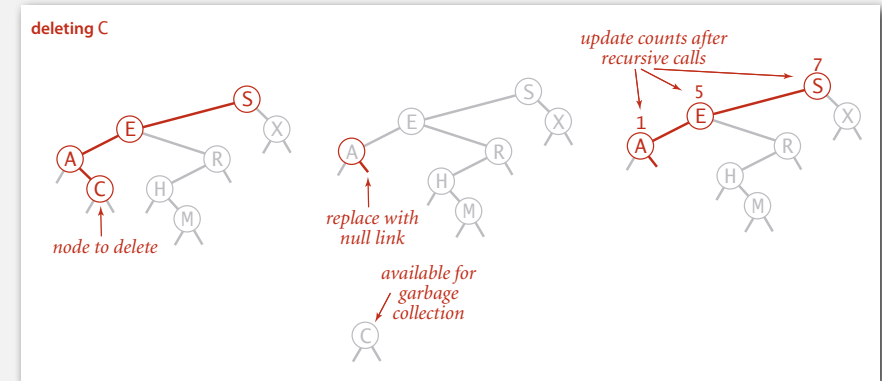 deleting C
S
E
X
A
R
C
H
M
node to delete
S
E
X
A
R
H
M
replace with
null link
available for
garbage
collection
C
update counts after
recursive calls
7
S
5
E
X
1
A
R
H
M